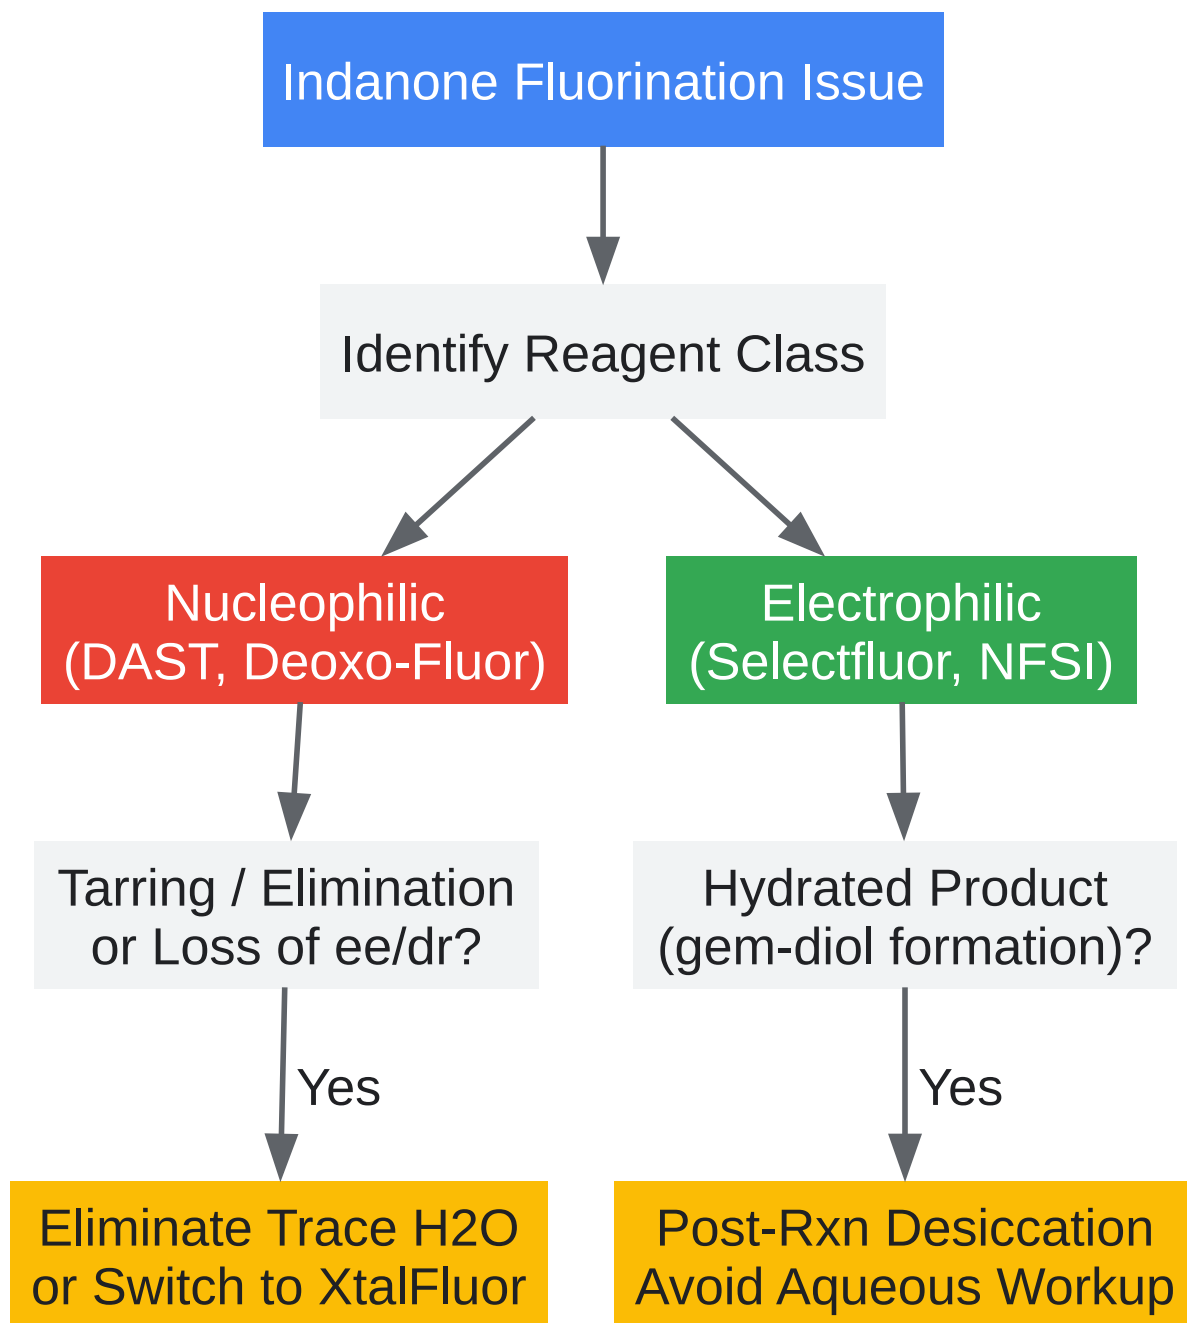 Indanone Fluorination Issue
Identify Reagent Class
Nucleophilic
(DAST, Deoxo-Fluor)
Electrophilic
(Selectfluor, NFSI)
Tarring / Elimination
or Loss of ee/dr?
Hydrated Product
(gem-diol formation)?
Yes
Yes
Eliminate Trace H2O
or Switch to XtalFluor
Post-Rxn Desiccation
Avoid Aqueous Workup